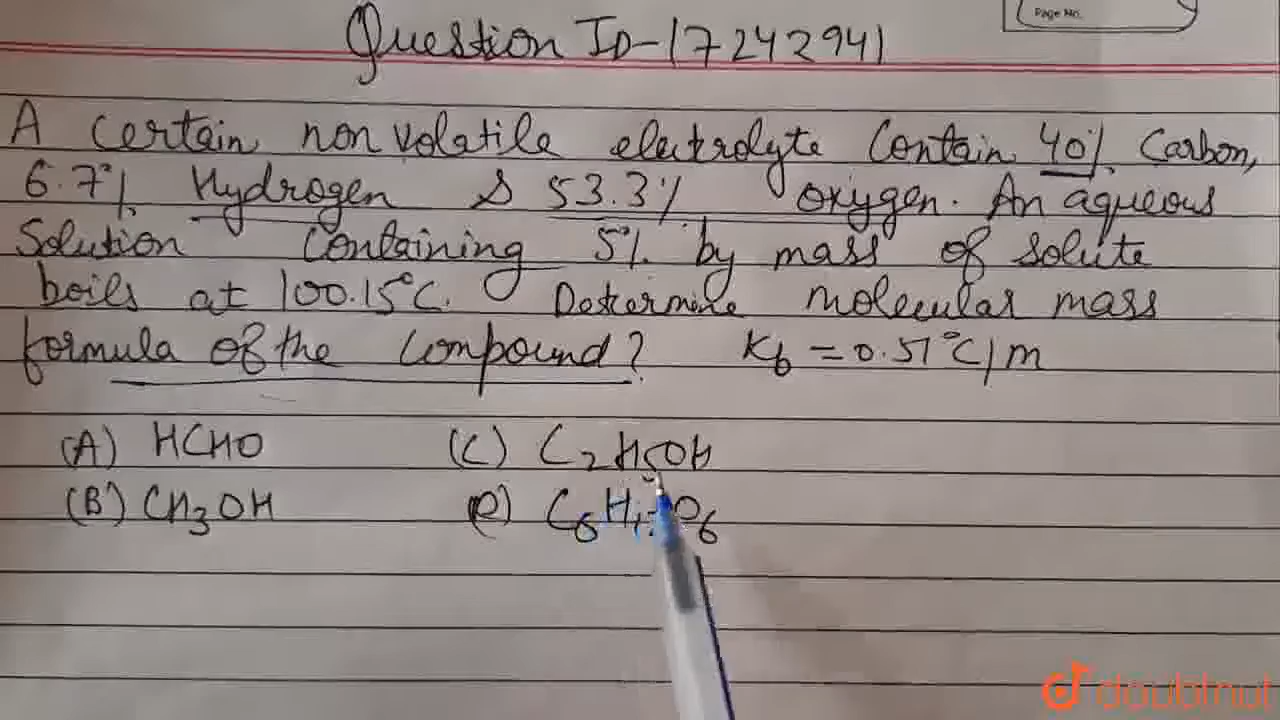 Page No.
Question ID-17242941
A certain non volatile electrolyte contain 40% Carbon,
6.7% Hydrogen & 53.3% oxygen. An aqueous
Solution containing 5% by mass of solute
boils at 100.15°C. Determine molecular mass
formula of the compound? Kb = 0.51°C/m
(A) HCHO (C) C2H5OH
(B) CH3OH C6H12O6
doubtnut